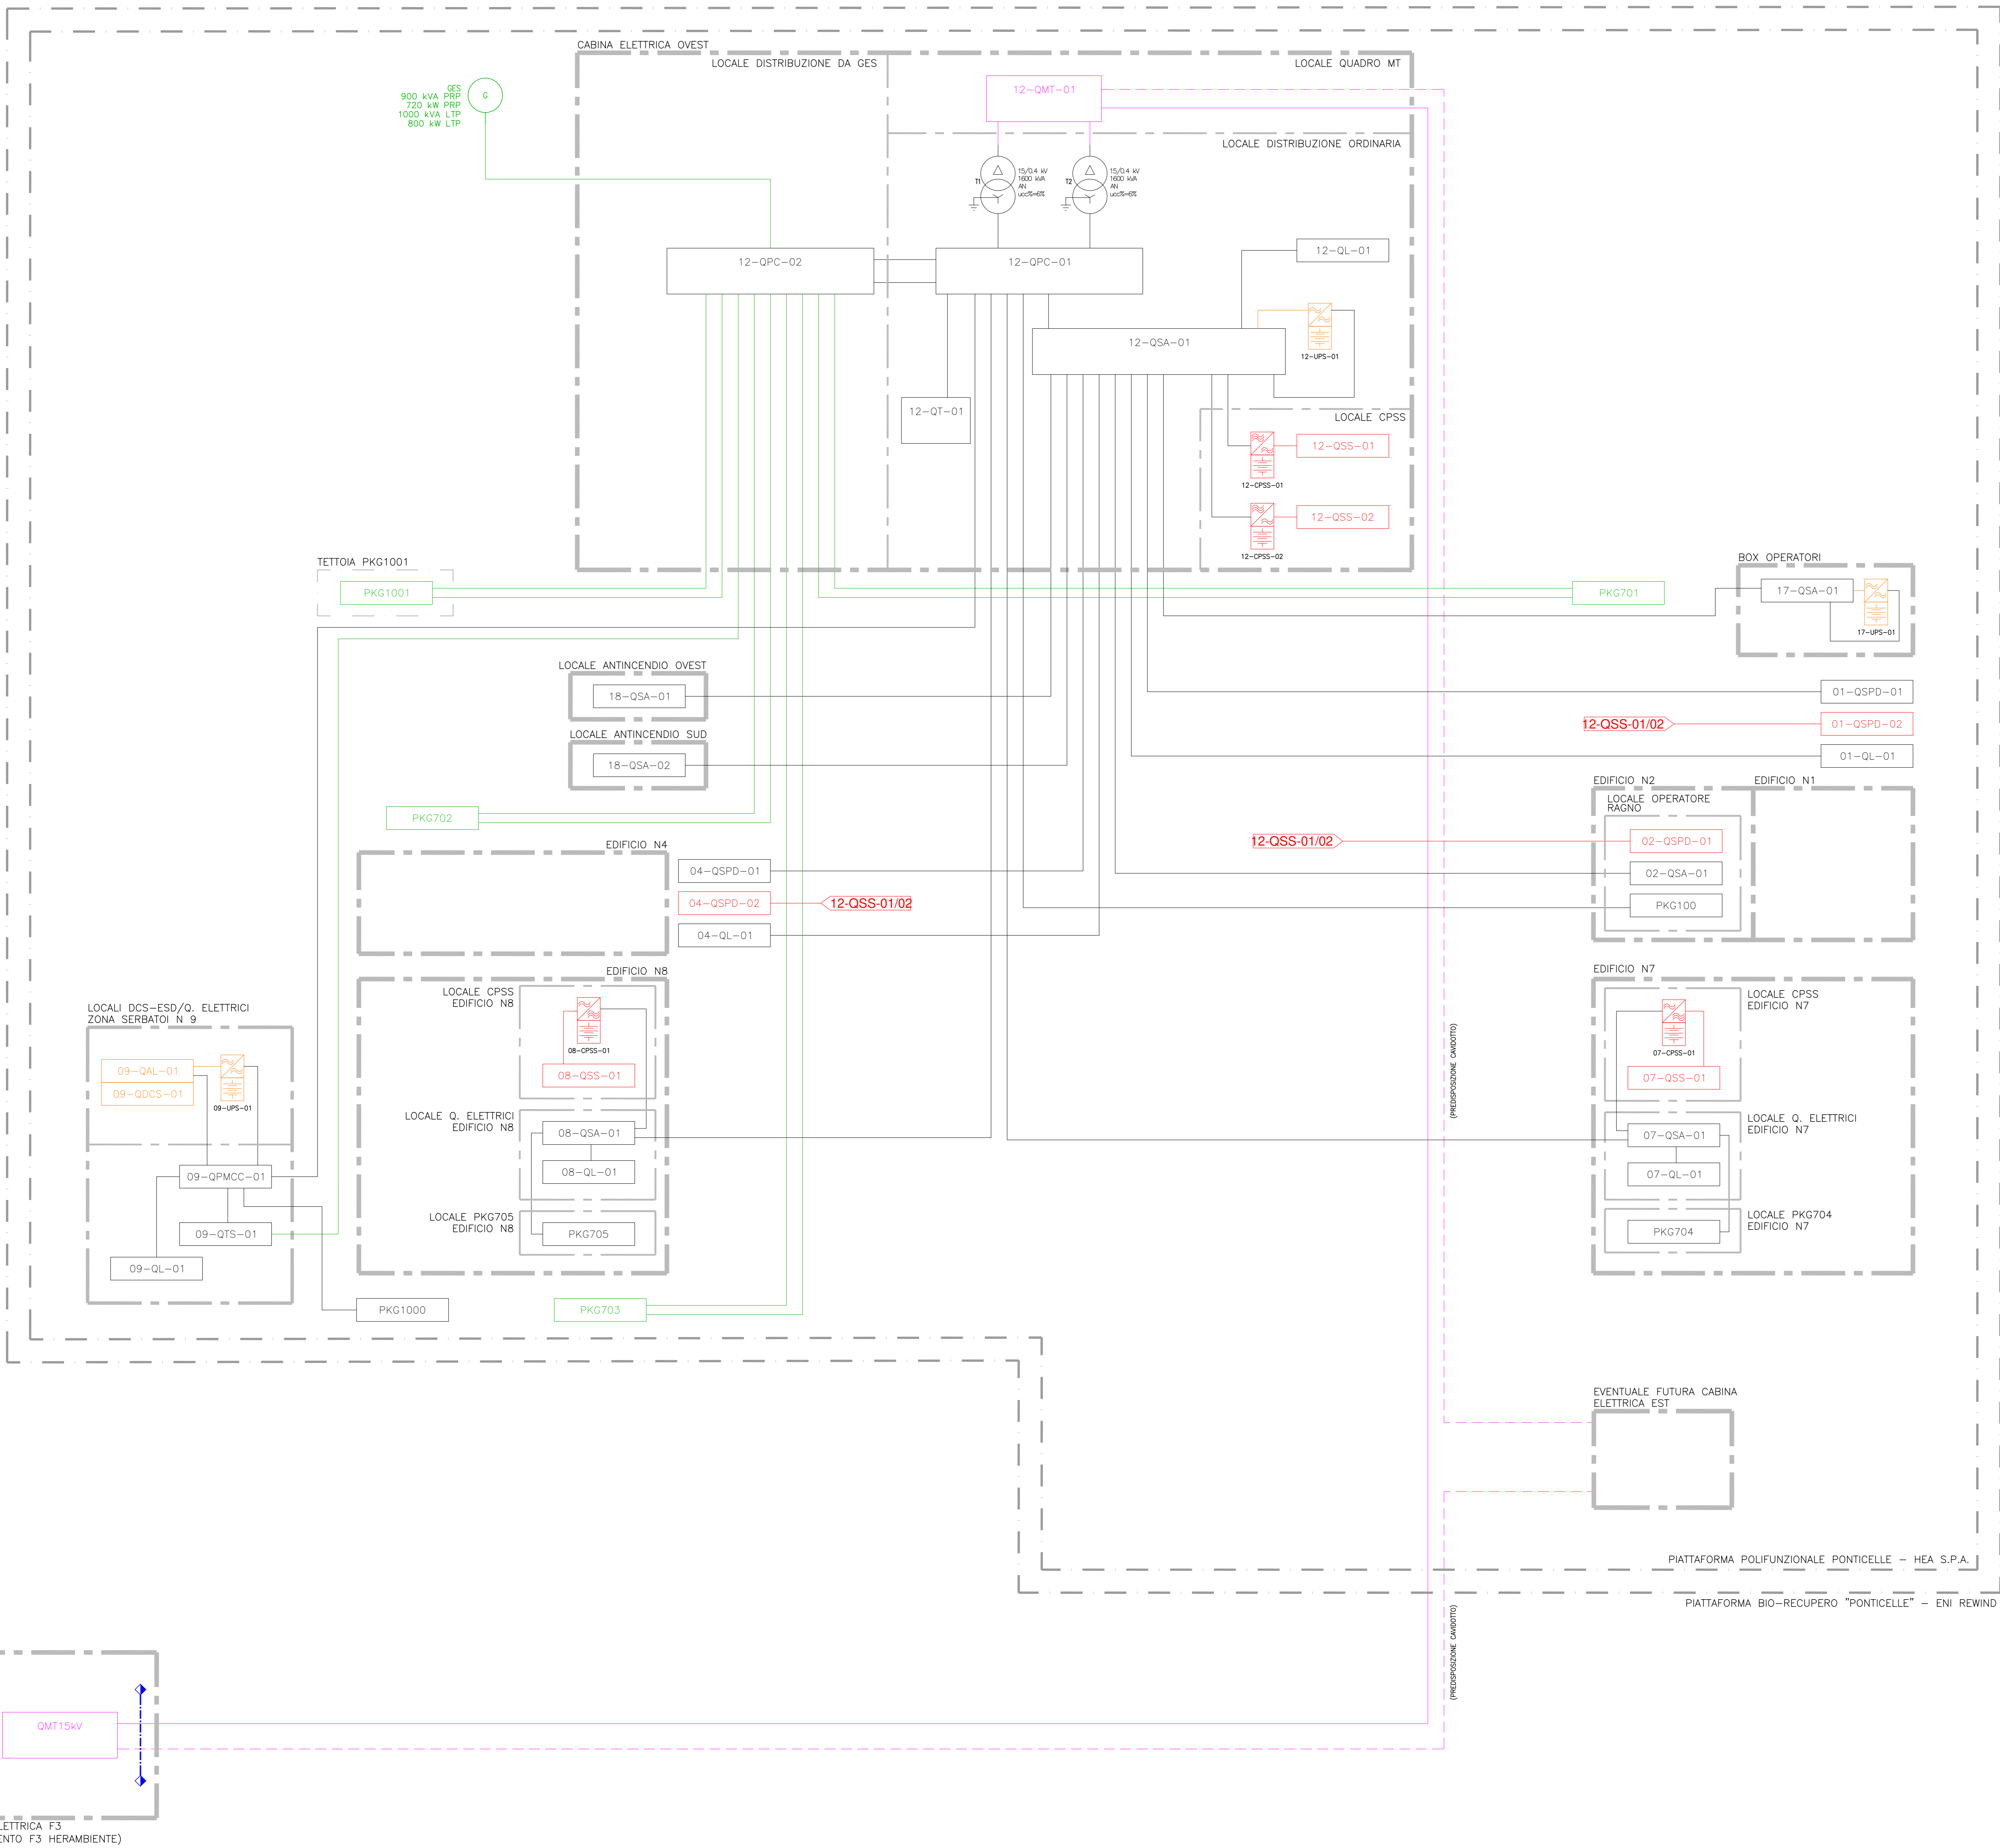 CABINA ELETTRICA OVEST
LOCALE DISTRIBUZIONE DA GES
LOCALE QUADRO MT
GES
900 kVA PRP
720 kW PRP
1000 kVA LTP
800 kW LTP
G
12-QMT-01
LOCALE DISTRIBUZIONE ORDINARIA
T1
15/0.4 kV
1600 kVA
AN
ucc%=6%
T2
15/0.4 kV
1600 kVA
AN
ucc%=6%
12-QPC-02
12-QPC-01
12-QL-01
12-QSA-01
12-UPS-01
12-QT-01
LOCALE CPSS
12-QSS-01
12-CPSS-01
12-QSS-02
12-CPSS-02
TETTOIA PKG1001
PKG1001
PKG701
BOX OPERATORI
17-QSA-01
17-UPS-01
LOCALE ANTINCENDIO OVEST
18-QSA-01
LOCALE ANTINCENDIO SUD
18-QSA-02
01-QSPD-01
12-QSS-01/02
01-QSPD-02
01-QL-01
PKG702
EDIFICIO N2
EDIFICIO N1
LOCALE OPERATORE
RAGNO
12-QSS-01/02
02-QSPD-01
02-QSA-01
PKG100
EDIFICIO N4
04-QSPD-01
04-QSPD-02
12-QSS-01/02
04-QL-01
EDIFICIO N8
LOCALE CPSS
EDIFICIO N8
08-CPSS-01
08-QSS-01
LOCALE Q. ELETTRICI
EDIFICIO N8
08-QSA-01
08-QL-01
LOCALE PKG705
EDIFICIO N8
PKG705
EDIFICIO N7
LOCALE CPSS
EDIFICIO N7
07-CPSS-01
07-QSS-01
LOCALE Q. ELETTRICI
EDIFICIO N7
07-QSA-01
07-QL-01
LOCALE PKG704
EDIFICIO N7
PKG704
LOCALI DCS-ESD/Q. ELETTRICI
ZONA SERBATOI N 9
09-QAL-01
09-QDCS-01
09-UPS-01
09-QPMCC-01
09-QTS-01
09-QL-01
PKG1000
PKG703
(PREDISPOSIZIONE CAVIDOTTO)
EVENTUALE FUTURA CABINA
ELETTRICA EST
PIATTAFORMA POLIFUNZIONALE PONTICELLE - HEA S.P.A.
PIATTAFORMA BIO-RECUPERO "PONTICELLE" - ENI REWIND
(PREDISPOSIZIONE CAVIDOTTO)
QMT15kV
LETTRICA F3
ENTO F3 HERAMBIENTE)